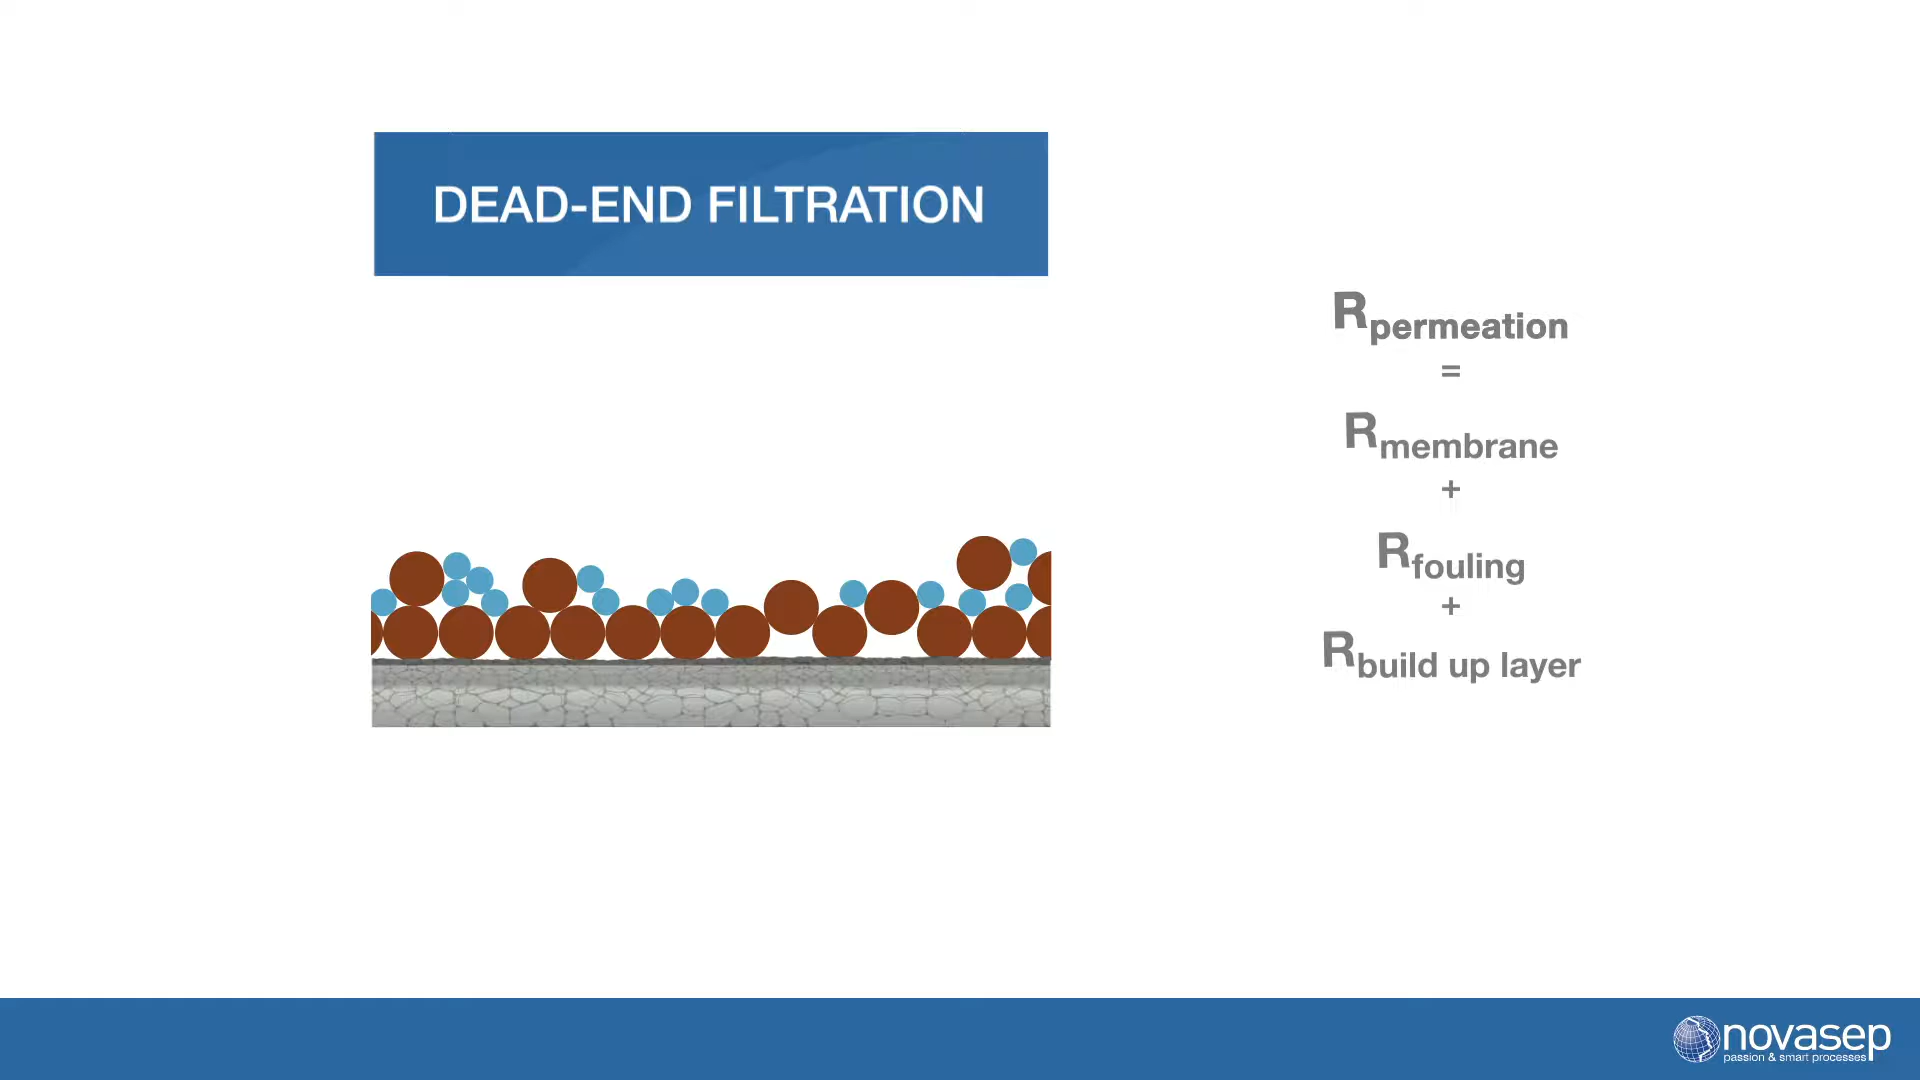 DEAD-END FILTRATION
Rpermeation
=
Rmembrane
+
Rfouling
+
Rbuild up layer
novasep
passion & smart processes